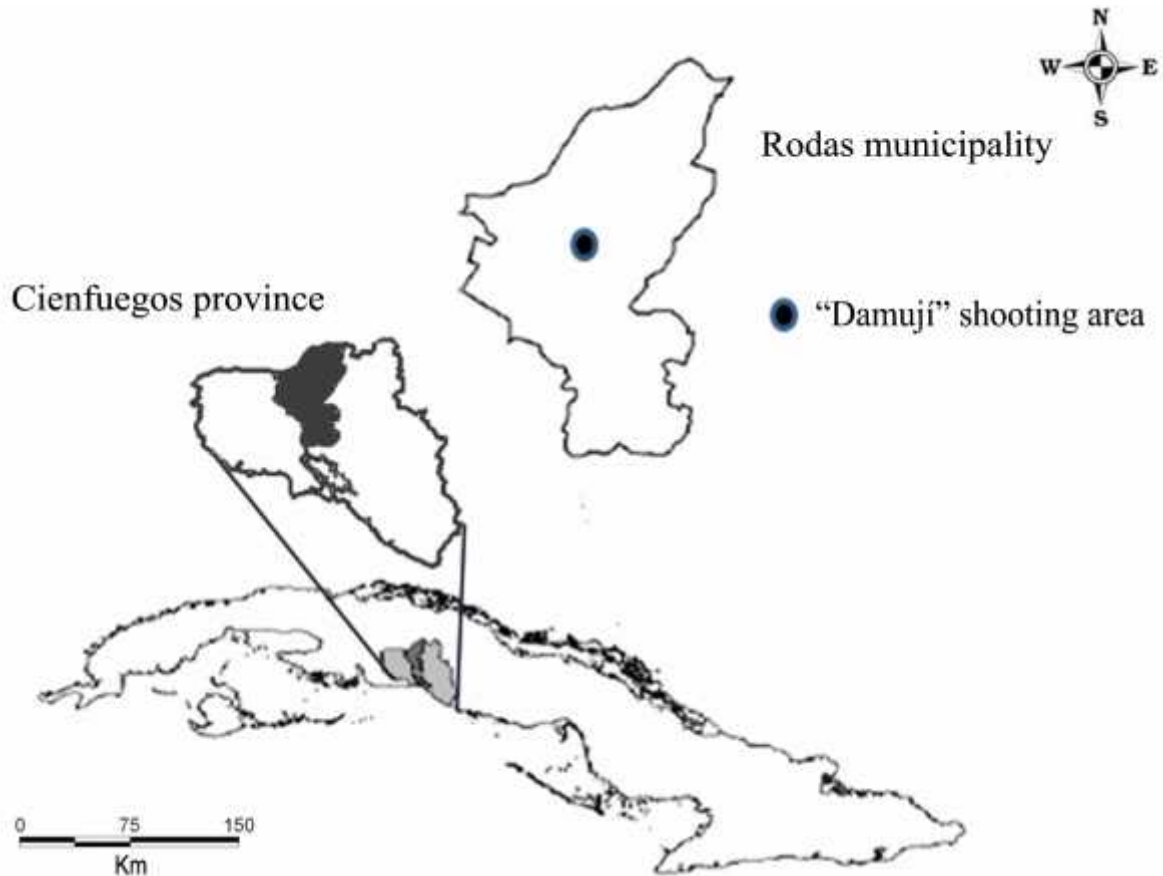 N
W E
S
Rodas municipality
Cienfuegos province
“Damují” shooting area
0 75 150
Km